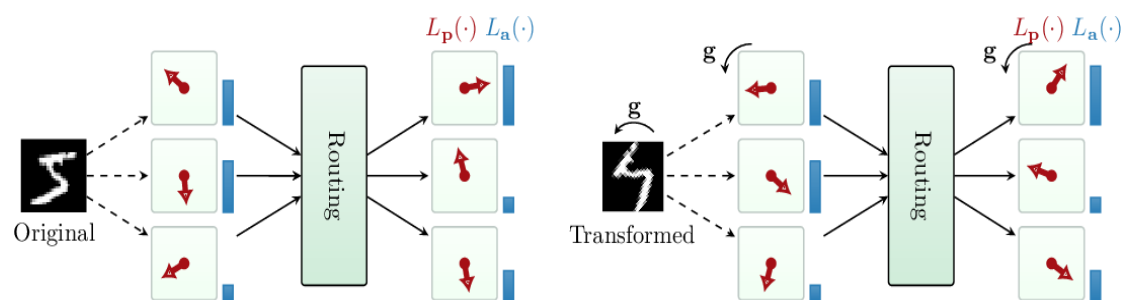 L_p(·) L_a(·)
Routing
Original
L_p(·) L_a(·)
g
g
g
Routing
Transformed